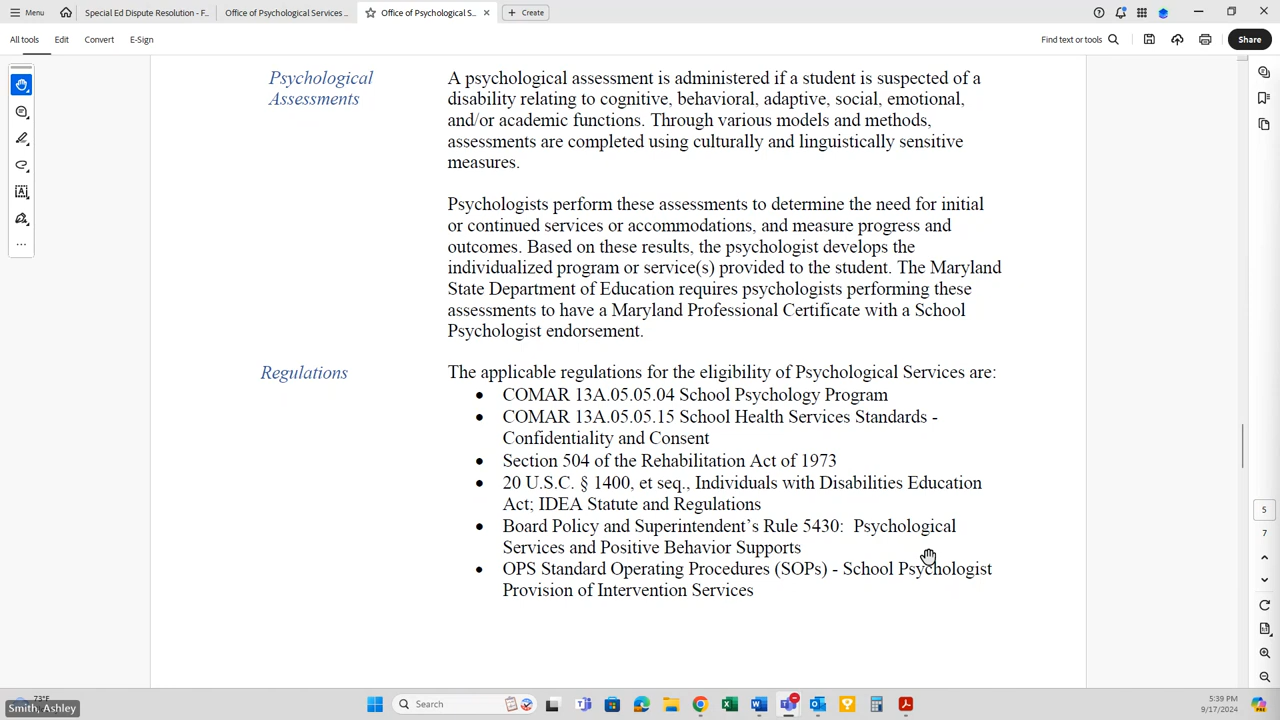 Menu
Special Ed Dispute Resolution - F...
Office of Psychological Services ...
Office of Psychological S...
Create
All tools
Edit
Convert
E-Sign
Find text or tools
Share
Psychological
Assessments
A psychological assessment is administered if a student is suspected of a
disability relating to cognitive, behavioral, adaptive, social, emotional,
and/or academic functions. Through various models and methods,
assessments are completed using culturally and linguistically sensitive
measures.
Psychologists perform these assessments to determine the need for initial
or continued services or accommodations, and measure progress and
outcomes. Based on these results, the psychologist develops the
individualized program or service(s) provided to the student. The Maryland
State Department of Education requires psychologists performing these
assessments to have a Maryland Professional Certificate with a School
Psychologist endorsement.
Regulations
The applicable regulations for the eligibility of Psychological Services are:
• COMAR 13A.05.05.04 School Psychology Program
• COMAR 13A.05.05.15 School Health Services Standards -
Confidentiality and Consent
• Section 504 of the Rehabilitation Act of 1973
• 20 U.S.C. § 1400, et seq., Individuals with Disabilities Education
Act; IDEA Statute and Regulations
• Board Policy and Superintendent’s Rule 5430:  Psychological
Services and Positive Behavior Supports
• OPS Standard Operating Procedures (SOPs) - School Psychologist
Provision of Intervention Services
5
7
73°F
Smith, Ashley
Search
5:39 PM
9/17/2024